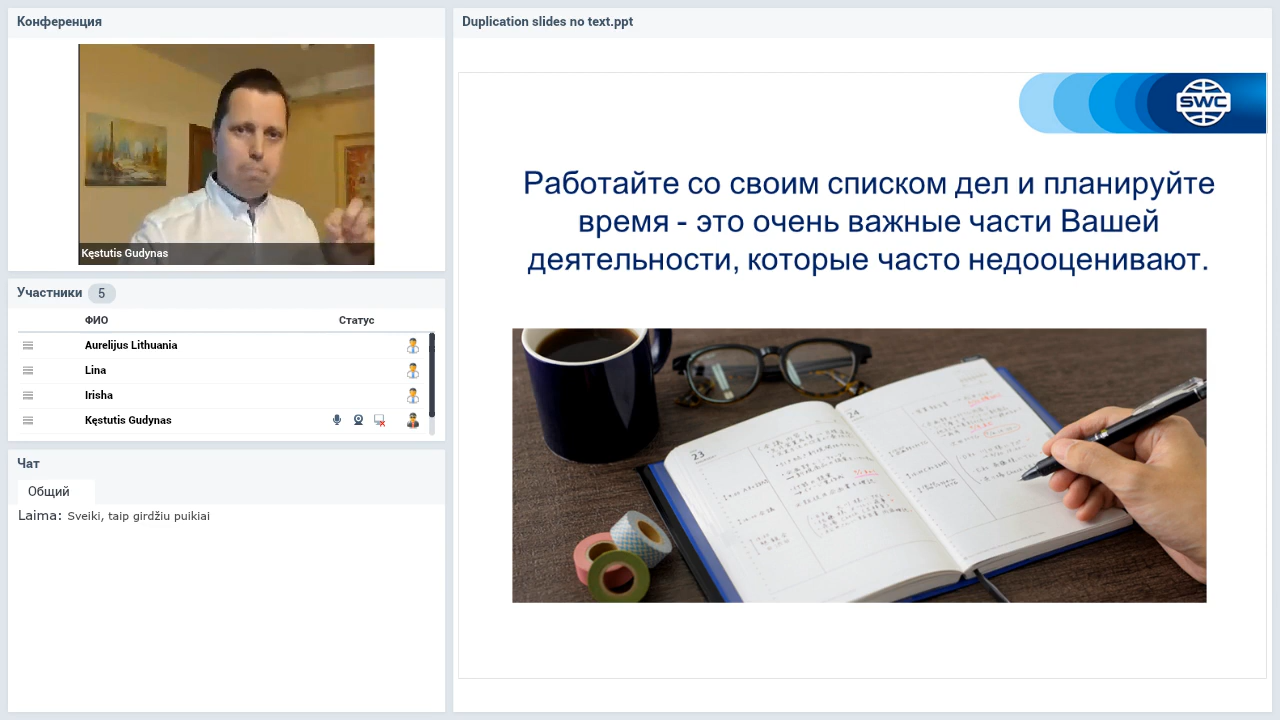 Конференция
Kęstutis Gudynas
Участники 5
ФИО Статус
Aurelijus Lithuania
Lina
Irisha
Kęstutis Gudynas
Чат
Общий
Laima: Sveiki, taip girdžiu puikiai
Duplication slides no text.ppt
SWC
Работайте со своим списком дел и планируйте
время - это очень важные части Вашей
деятельности, которые часто недооценивают.
23
24